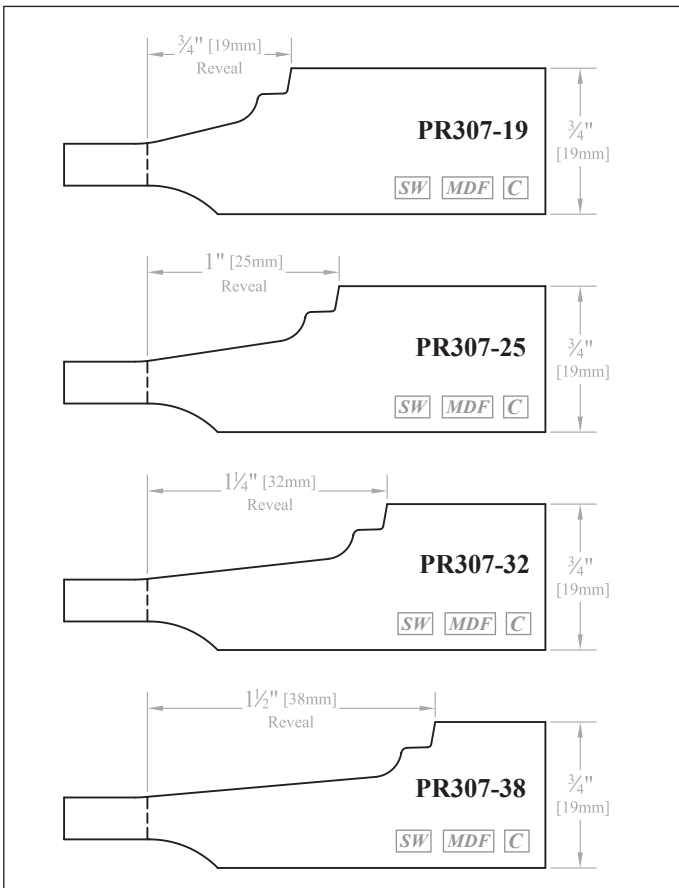 ¾" [19mm]
Reveal
PR307-19
¾"
[19mm]
SW MDF C
1" [25mm]
Reveal
PR307-25
¾"
[19mm]
SW MDF C
1¼" [32mm]
Reveal
PR307-32
¾"
[19mm]
SW MDF C
1½" [38mm]
Reveal
PR307-38
¾"
[19mm]
SW MDF C